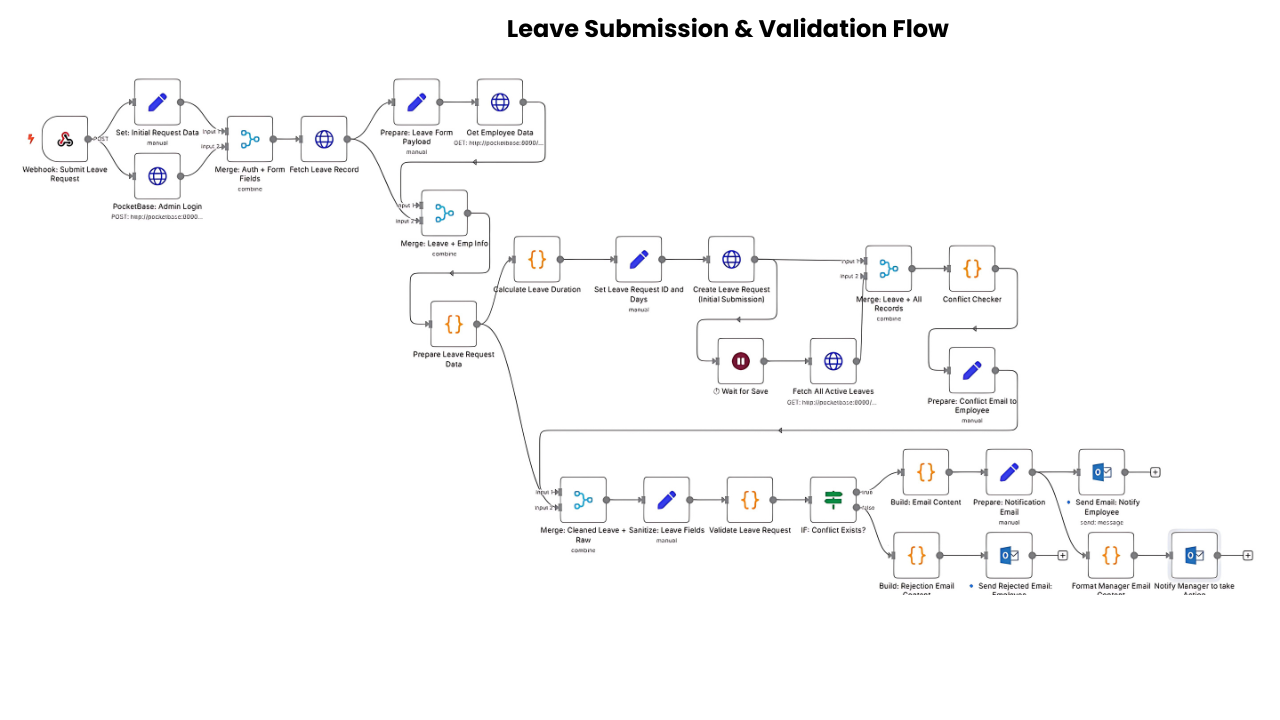 Leave Submission & Validation Flow
POST
Webhook: Submit Leave
Request
Set: Initial Request Data
manual
PocketBase: Admin Login
POST: http://pocketbase:8090...
Input 1
Input 2
Merge: Auth + Form
Fields
combine
Fetch Leave Record
Prepare: Leave Form
Payload
manual
Get Employee Data
GET: http://pocketbase:8090/...
Input 1
Input 2
Merge: Leave + Emp Info
combine
Prepare Leave Request
Data
Calculate Leave Duration
Set Leave Request ID and
Days
manual
Create Leave Request
(Initial Submission)
Wait for Save
Fetch All Active Leaves
GET: http://pocketbase:8090/...
Input 1
Input 2
Merge: Leave + All
Records
combine
Conflict Checker
Prepare: Conflict Email to
Employee
manual
Input 1
Input 2
Merge: Cleaned Leave +
Raw
combine
Sanitize: Leave Fields
manual
Validate Leave Request
IF: Conflict Exists?
true
false
Build: Email Content
Prepare: Notification
Email
manual
Send Email: Notify
Employee
send: message
Build: Rejection Email
Content
Send Rejected Email:
Employee
Format Manager Email
Content
Notify Manager to take
Action